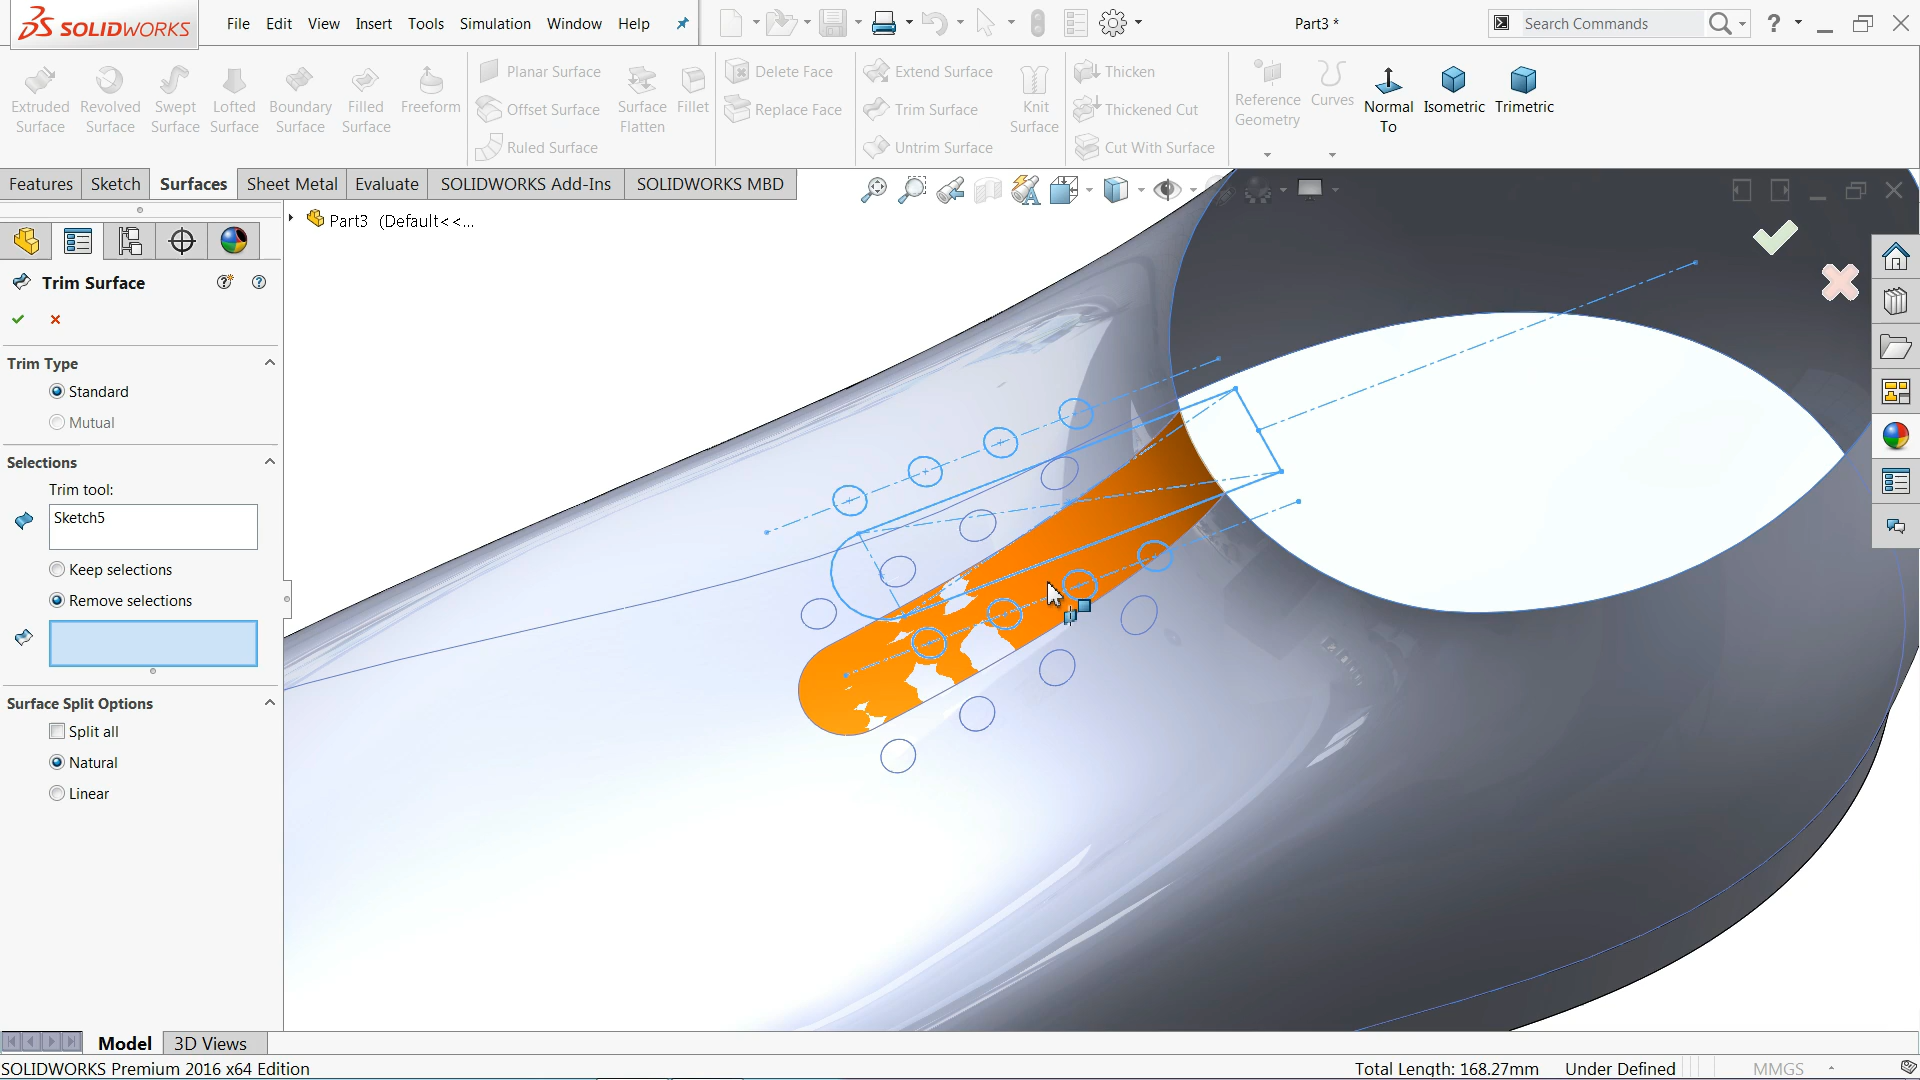 SOLIDWORKS
File Edit View Insert Tools Simulation Window Help
Part3 *
Search Commands
Extruded Surface
Revolved Surface
Swept Surface
Lofted Surface
Boundary Surface
Filled Surface
Freeform
Planar Surface
Offset Surface
Ruled Surface
Surface Flatten
Fillet
Delete Face
Replace Face
Extend Surface
Trim Surface
Untrim Surface
Knit Surface
Thicken
Thickened Cut
Cut With Surface
Reference Geometry
Curves
Normal To
Isometric
Trimetric
Features Sketch Surfaces Sheet Metal Evaluate SOLIDWORKS Add-Ins SOLIDWORKS MBD
Part3 (Default<<...
Trim Surface
Trim Type
Standard
Mutual
Selections
Trim tool:
Sketch5
Keep selections
Remove selections
Surface Split Options
Split all
Natural
Linear
Model 3D Views
SOLIDWORKS Premium 2016 x64 Edition
Total Length: 168.27mm Under Defined MMGS